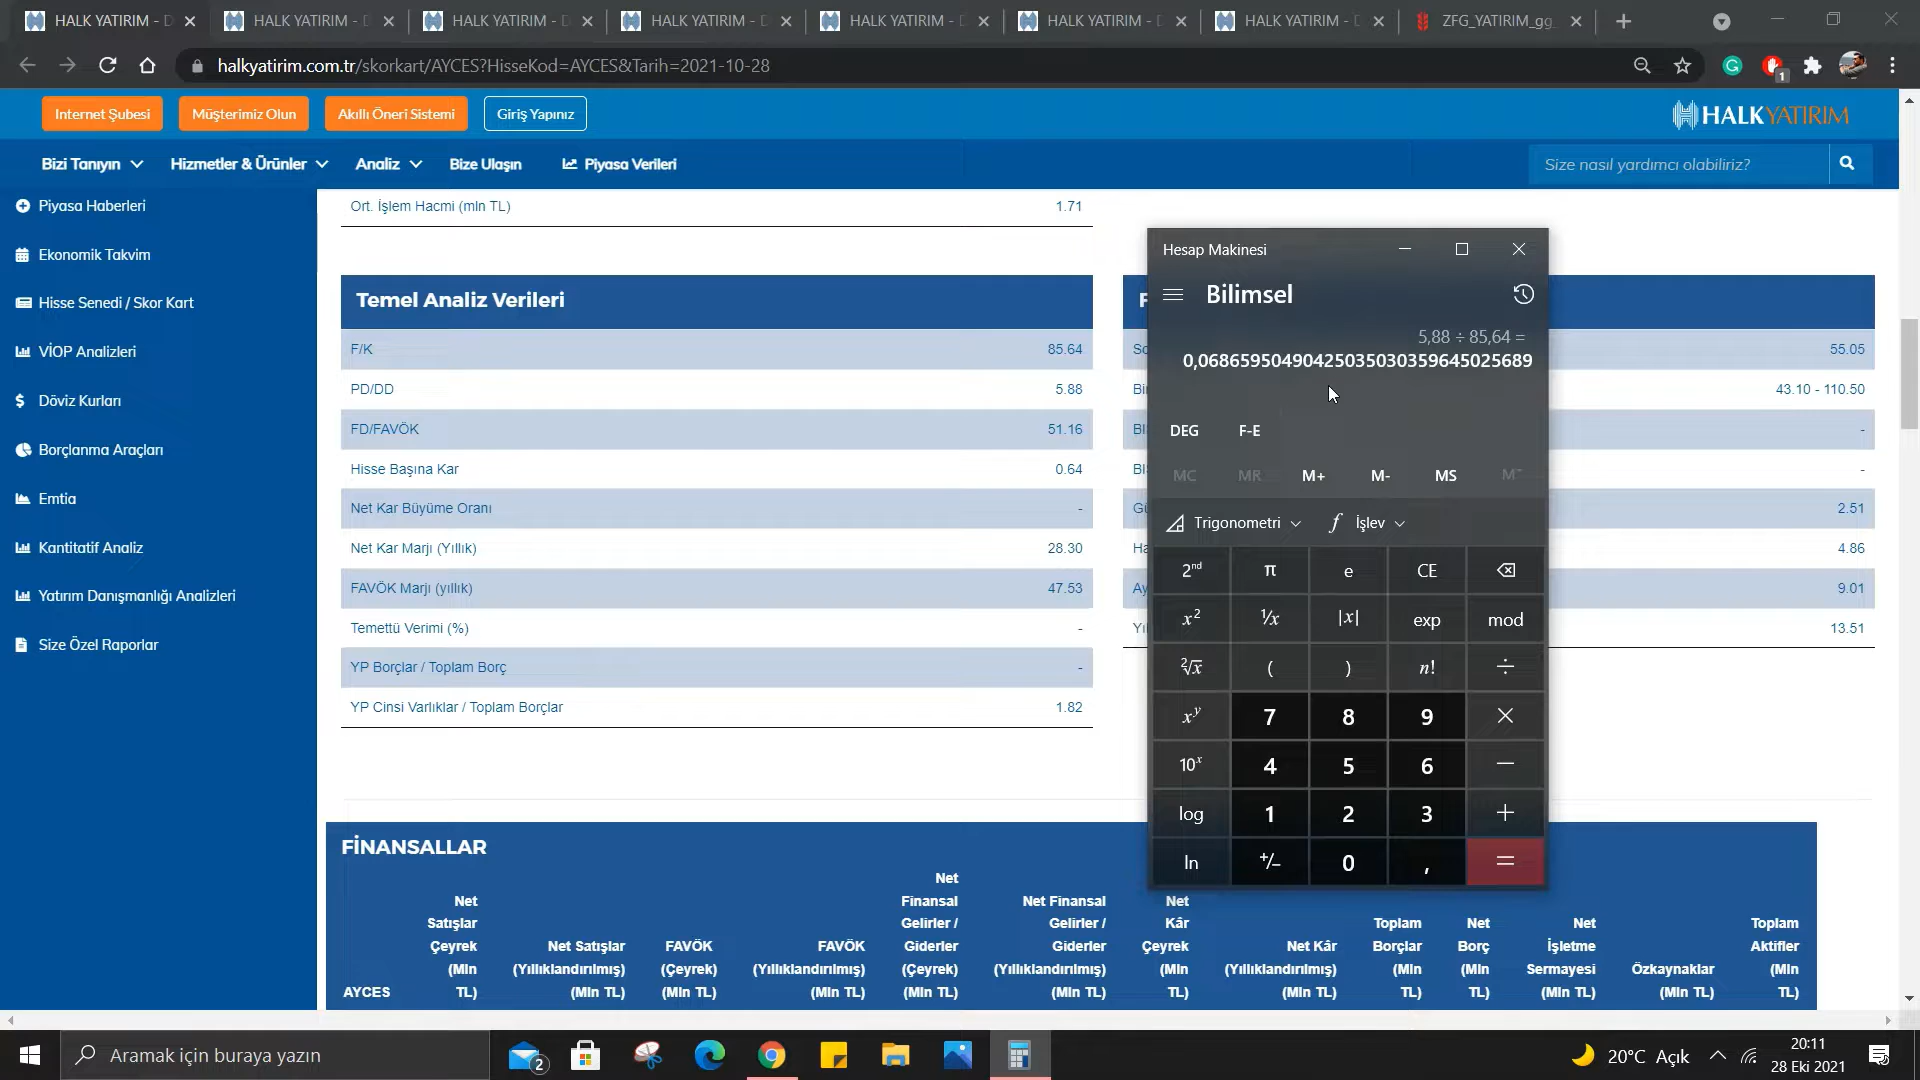 HALK YATIRIM - D
HALK YATIRIM - D
HALK YATIRIM - D
HALK YATIRIM - D
HALK YATIRIM - D
HALK YATIRIM - D
HALK YATIRIM - D
ZFG_YATIRIM_gg
halkyatirim.com.tr/skorkart/AYCES?HisseKod=AYCES&Tarih=2021-10-28
1
Internet Şubesi
Müşterimiz Olun
Akıllı Öneri Sistemi
Giriş Yapınız
HALKYATIRIM
Bizi Tanıyın
Hizmetler & Ürünler
Analiz
Bize Ulaşın
Piyasa Verileri
Size nasıl yardımcı olabiliriz?
Piyasa Haberleri
Ekonomik Takvim
Hisse Senedi / Skor Kart
VİOP Analizleri
Döviz Kurları
Borçlanma Araçları
Emtia
Kantitatif Analiz
Yatırım Danışmanlığı Analizleri
Size Özel Raporlar
Ort. İşlem Hacmi (mln TL) 1.71
Temel Analiz Verileri
F/K 85.64
PD/DD 5.88
FD/FAVÖK 51.16
Hisse Başına Kar 0.64
Net Kar Büyüme Oranı -
Net Kar Marjı (Yıllık) 28.30
FAVÖK Marjı (yıllık) 47.53
Temettü Verimi (%) -
YP Borçlar / Toplam Borç -
YP Cinsi Varlıklar / Toplam Borçlar 1.82
55.05
43.10 - 110.50
-
-
2.51
4.86
9.01
13.51
Hesap Makinesi
Bilimsel
5,88 ÷ 85,64 =
0,06865950490425035030359645025689
DEG F-E
MC MR M+ M- MS M˅
Trigonometri f İşlev
2nd π e CE
x² ⅟x |x| exp mod
²√x ( ) n! ÷
xʸ 7 8 9 ×
10ˣ 4 5 6 −
log 1 2 3 +
ln +/− 0 , =
FİNANSALLAR
AYCES
Net
Satışlar
Çeyrek
(Mln
TL)
Net Satışlar
(Yıllıklandırılmış)
(Mln TL)
FAVÖK
(Çeyrek)
(Mln TL)
FAVÖK
(Yıllıklandırılmış)
(Mln TL)
Net
Finansal
Gelirler /
Giderler
(Çeyrek)
(Mln TL)
Net Finansal
Gelirler /
Giderler
(Yıllıklandırılmış)
(Mln TL)
Net
Kâr
Çeyrek
(Mln
TL)
Net Kâr
(Yıllıklandırılmış)
(Mln TL)
Toplam
Borçlar
(Mln
TL)
Net
Borç
(Mln
TL)
Net
İşletme
Sermayesi
(Mln TL)
Özkaynaklar
(Mln TL)
Toplam
Aktifler
(Mln
TL)
Aramak için buraya yazın
2
20°C Açık
20:11
28 Eki 2021